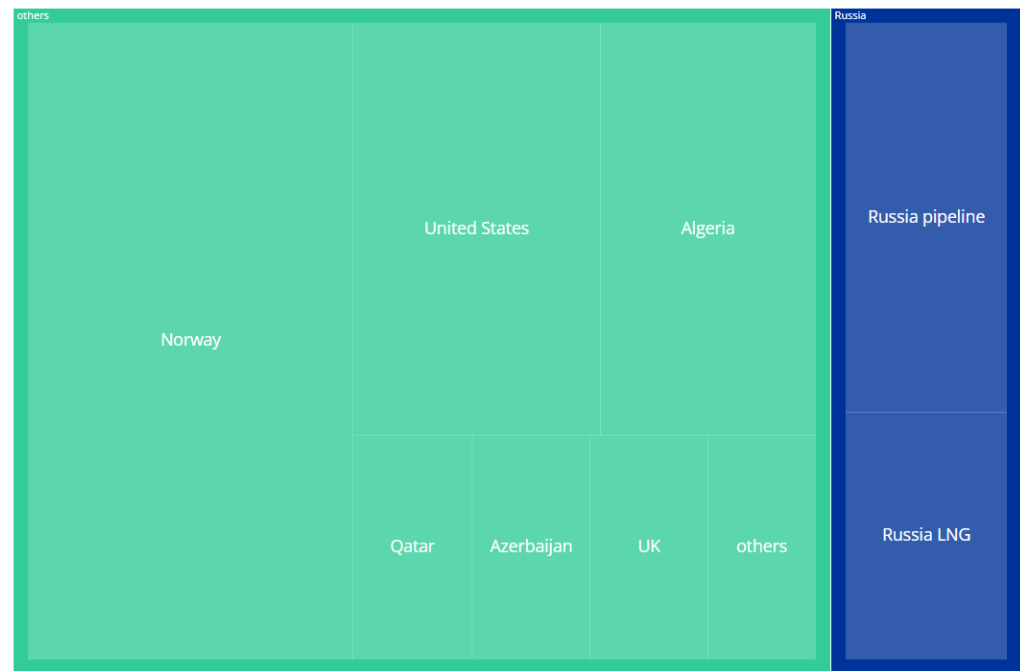 others
Russia
Norway
United States
Algeria
Qatar
Azerbaijan
UK
others
Russia pipeline
Russia LNG